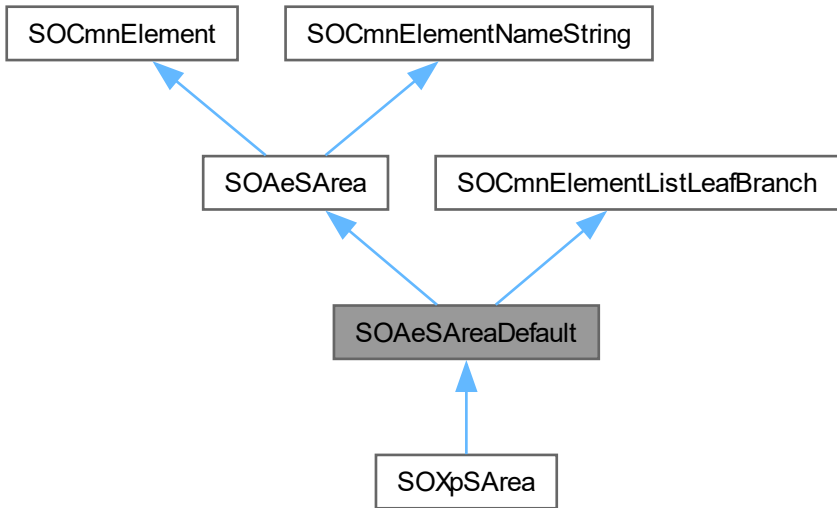 SOCmnElement
SOCmnElementNameString
SOAeSArea
SOCmnElementListLeafBranch
SOAeSAreaDefault
SOXpSArea